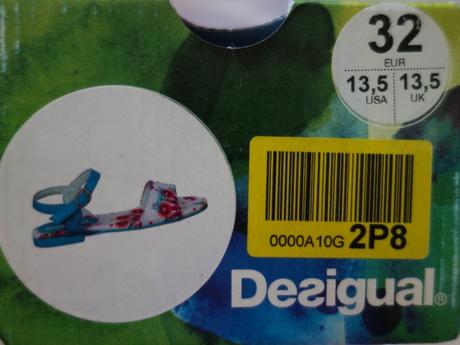 32
EUR
13,5 13,5
USA UK
0000A10G 2P8
Desigual®